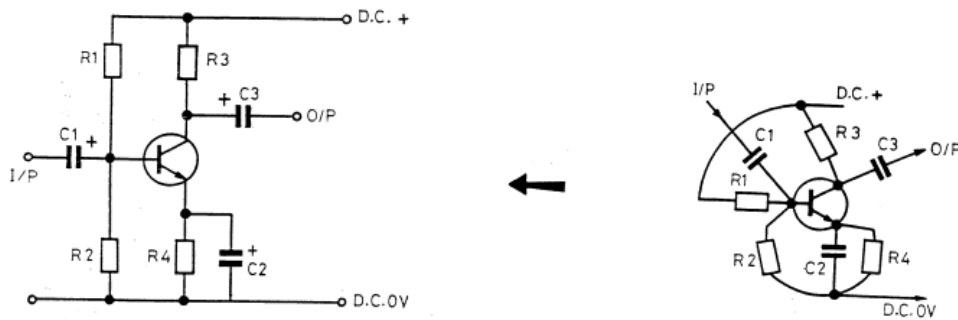 D.C. +
R1
R3
+
C3
O/P
C1
+
I/P
R2
R4
+
C2
D.C. 0V
I/P
D.C. +
C1
R3
C3
O/P
R1
R2
C2
R4
D.C. 0V